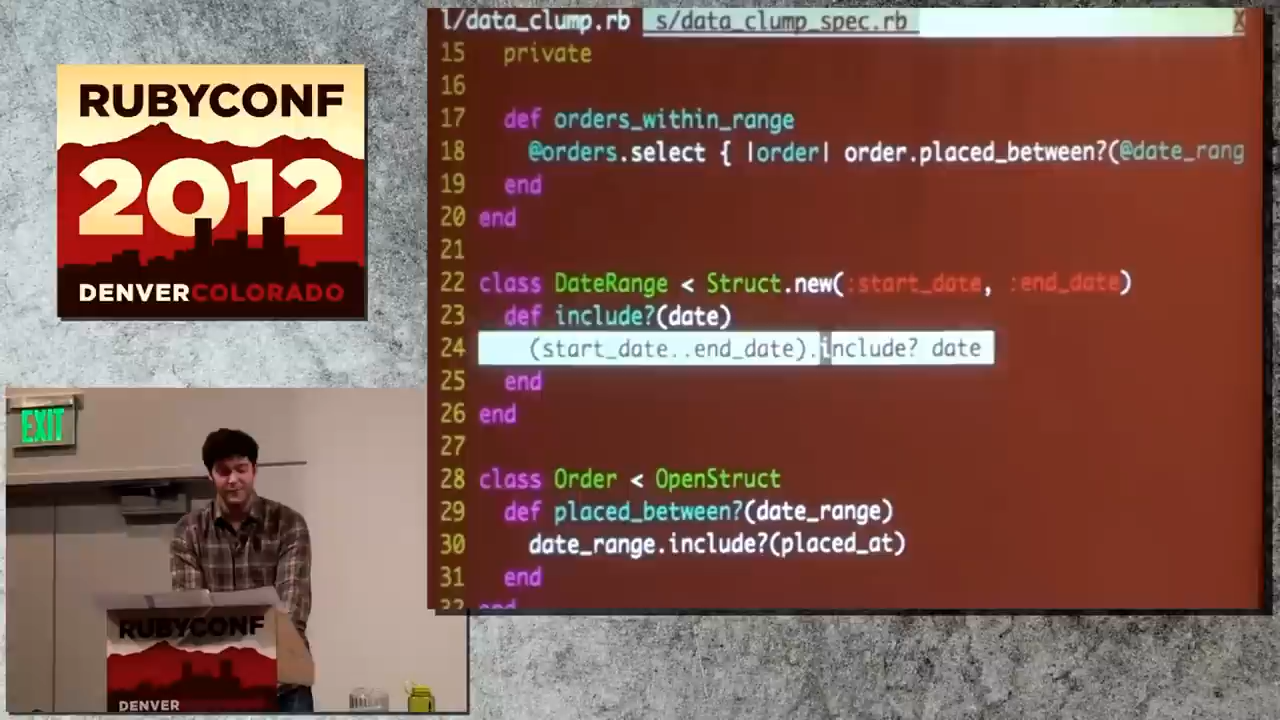 RUBYCONF
2012
DENVERCOLORADO
EXIT
RUBYCONF
DENVER
l/data_clump.rb s/data_clump_spec.rb X
15 private
16
17 def orders_within_range
18 @orders.select { |order| order.placed_between?(@date_rang
19 end
20 end
21
22 class DateRange < Struct.new(:start_date, :end_date)
23 def include?(date)
24 (start_date..end_date).include? date
25 end
26 end
27
28 class Order < OpenStruct
29 def placed_between?(date_range)
30 date_range.include?(placed_at)
31 end
32 end